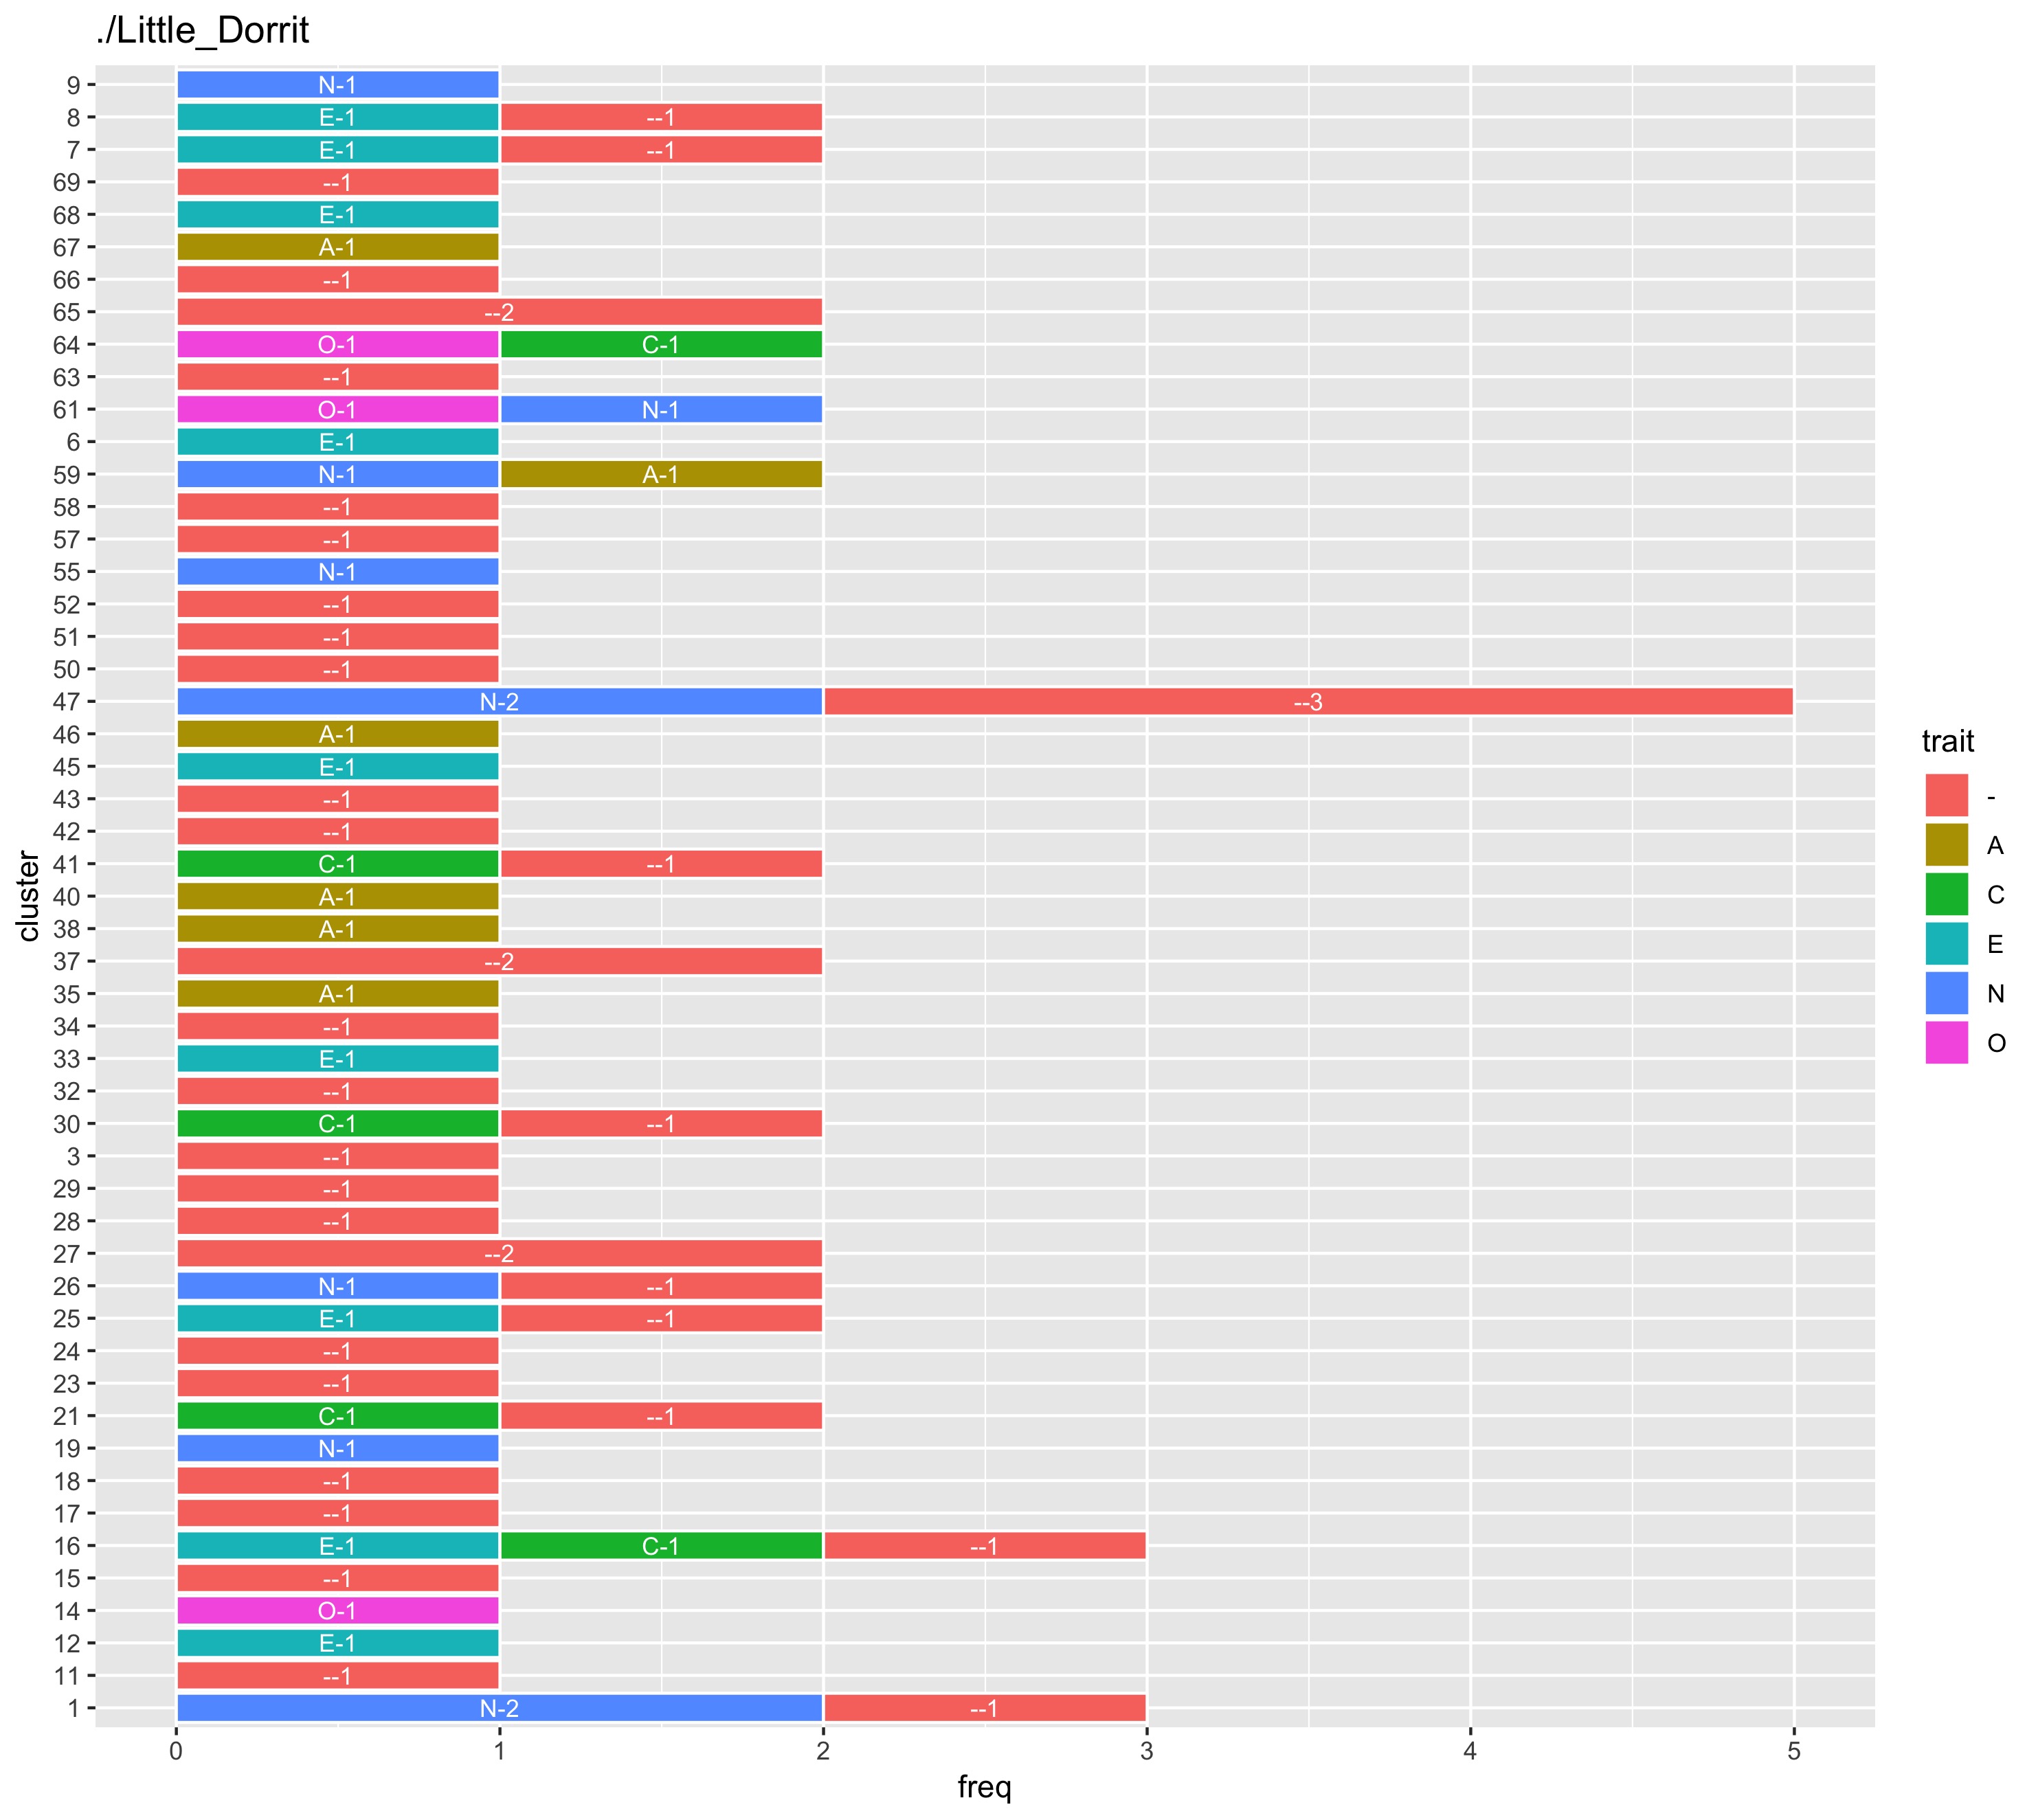 ./Little_Dorrit
9 N-1
8 E-1 --1
7 E-1 --1
69 --1
68 E-1
67 A-1
66 --1
65 --2
64 O-1 C-1
63 --1
61 O-1 N-1
6 E-1
59 N-1 A-1
58 --1
57 --1
55 N-1
52 --1
51 --1
50 --1
47 N-2 --3
46 A-1
45 E-1
43 --1
42 --1
41 C-1 --1
40 A-1
38 A-1
37 --2
35 A-1
34 --1
33 E-1
32 --1
30 C-1 --1
3 --1
29 --1
28 --1
27 --2
26 N-1 --1
25 E-1 --1
24 --1
23 --1
21 C-1 --1
19 N-1
18 --1
17 --1
16 E-1 C-1 --1
15 --1
14 O-1
12 E-1
11 --1
1 N-2 --1
0 1 2 3 4 5
freq
cluster
trait
-
A
C
E
N
O